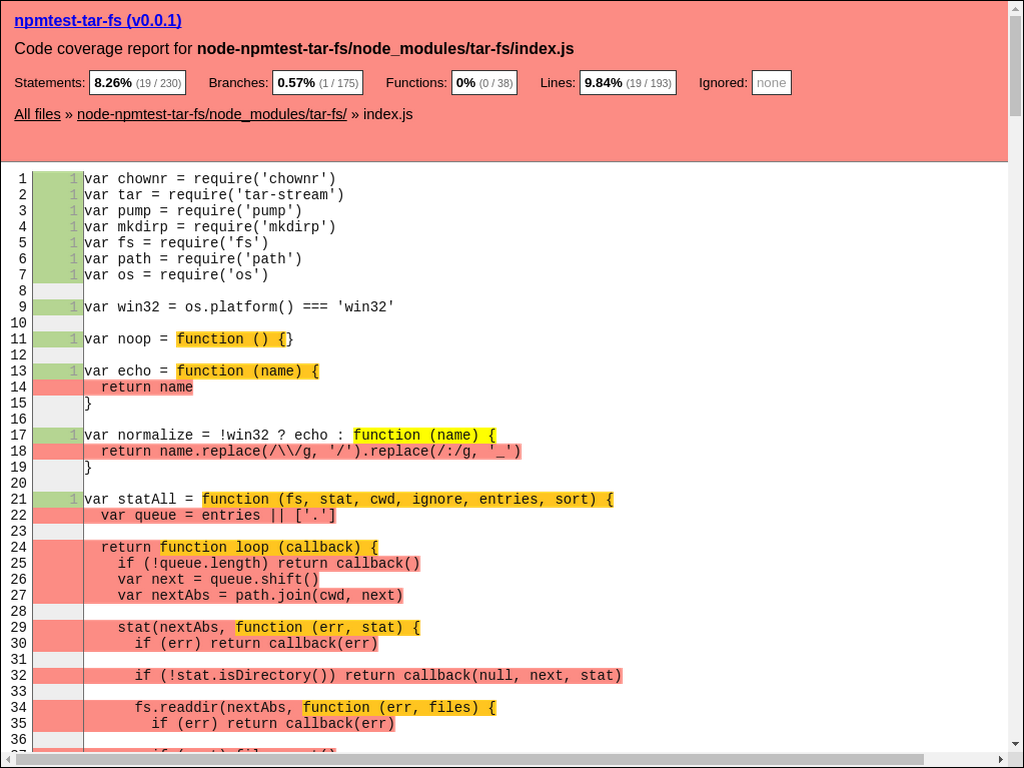 npmtest-tar-fs (v0.0.1)
Code coverage report for node-npmtest-tar-fs/node_modules/tar-fs/index.js
Statements: 8.26% (19 / 230) Branches: 0.57% (1 / 175) Functions: 0% (0 / 38) Lines: 9.84% (19 / 193) Ignored: none
All files » node-npmtest-tar-fs/node_modules/tar-fs/ » index.js
1 1 var chownr = require('chownr')
2 1 var tar = require('tar-stream')
3 1 var pump = require('pump')
4 1 var mkdirp = require('mkdirp')
5 1 var fs = require('fs')
6 1 var path = require('path')
7 1 var os = require('os')
8
9 1 var win32 = os.platform() === 'win32'
10
11 1 var noop = function () {}
12
13 1 var echo = function (name) {
14   return name
15 }
16
17 1 var normalize = !win32 ? echo : function (name) {
18   return name.replace(/\\/g, '/').replace(/:/g, '_')
19 }
20
21 1 var statAll = function (fs, stat, cwd, ignore, entries, sort) {
22   var queue = entries || ['.']
23
24   return function loop (callback) {
25     if (!queue.length) return callback()
26     var next = queue.shift()
27     var nextAbs = path.join(cwd, next)
28
29     stat(nextAbs, function (err, stat) {
30       if (err) return callback(err)
31
32       if (!stat.isDirectory()) return callback(null, next, stat)
33
34       fs.readdir(nextAbs, function (err, files) {
35         if (err) return callback(err)
36